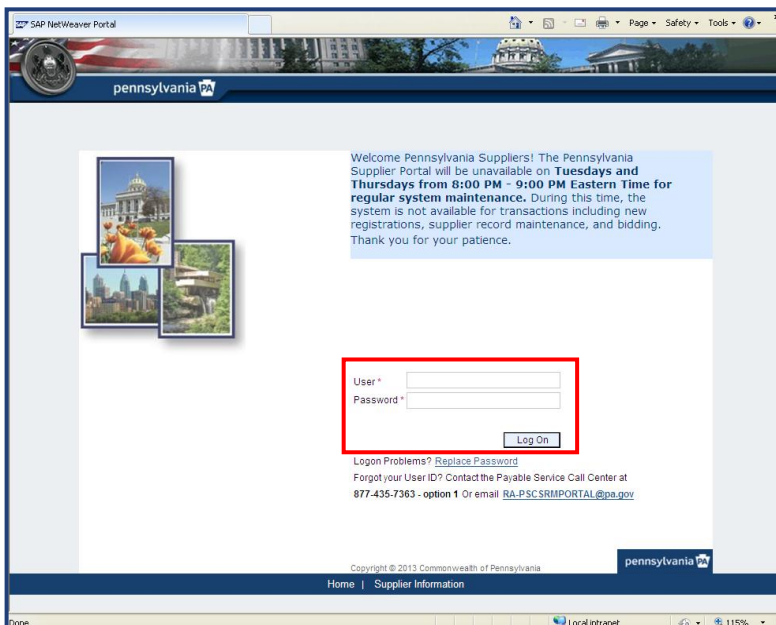 SAP NetWeaver Portal
Page Safety Tools
pennsylvania PA
Welcome Pennsylvania Suppliers! The Pennsylvania
Supplier Portal will be unavailable on Tuesdays and
Thursdays from 8:00 PM - 9:00 PM Eastern Time for
regular system maintenance. During this time, the
system is not available for transactions including new
registrations, supplier record maintenance, and bidding.
Thank you for your patience.
User *
Password *
Log On
Logon Problems? Replace Password
Forgot your User ID? Contact the Payable Service Call Center at
877-435-7363 - option 1 Or email RA-PSCSRMPORTAL@pa.gov
Copyright © 2013 Commonwealth of Pennsylvania
pennsylvania PA
Home | Supplier Information
Done
Local intranet
115%